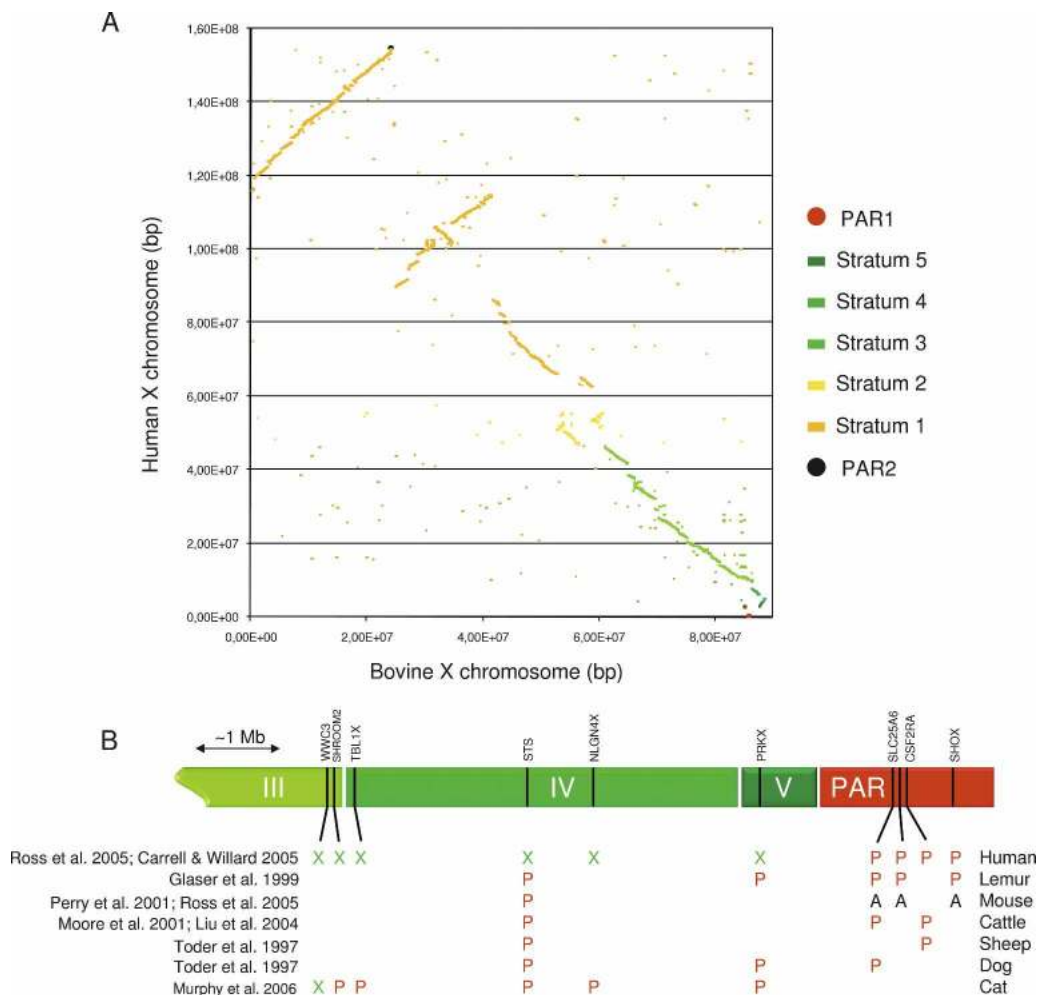 A
1,60E+08
1,40E+08
1,20E+08
1,00E+08
8,00E+07
6,00E+07
4,00E+07
2,00E+07
0,00E+00
Human X chromosome (bp)
0,00E+00 2,00E+07 4,00E+07 6,00E+07 8,00E+07
Bovine X chromosome (bp)
PAR1
Stratum 5
Stratum 4
Stratum 3
Stratum 2
Stratum 1
PAR2
B
~1 Mb
WWC3 SHROOM2 TBL1X STS NLGN4X PRKX SLC25A6 CSF2RA SHOX
III IV V PAR
Ross et al. 2005; Carrell & Willard 2005 X X X X X X P P P P Human
Glaser et al. 1999 P P P P P Lemur
Perry et al. 2001; Ross et al. 2005 P A A A Mouse
Moore et al. 2001; Liu et al. 2004 P P P Cattle
Toder et al. 1997 P P Sheep
Toder et al. 1997 P P P Dog
Murphy et al. 2006 X P P P P P Cat